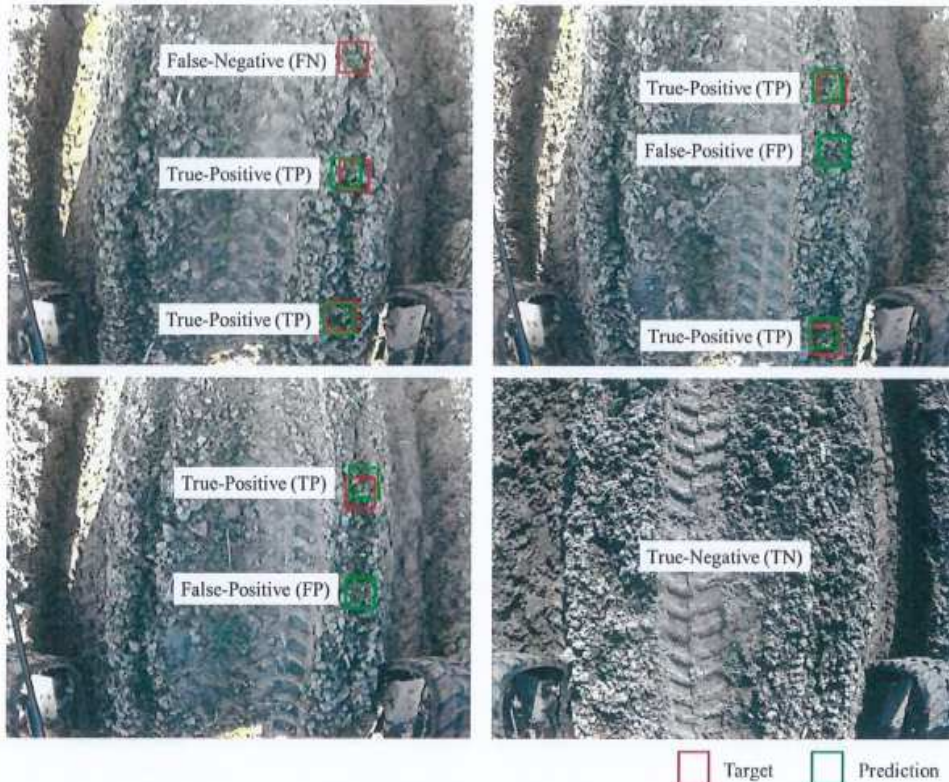 False-Negative (FN)
True-Positive (TP)
True-Positive (TP)
True-Positive (TP)
False-Positive (FP)
True-Positive (TP)
True-Positive (TP)
False-Positive (FP)
True-Negative (TN)
Target
Prediction